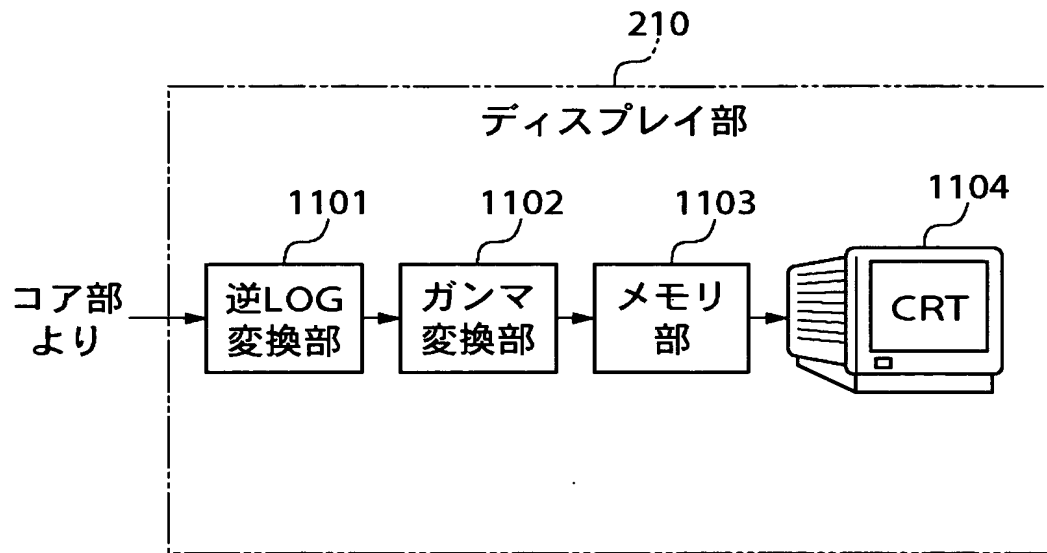 210
ディスプレイ部
1101
1102
1103
1104
コア部
より
逆LOG
変換部
ガンマ
変換部
メモリ
部
CRT